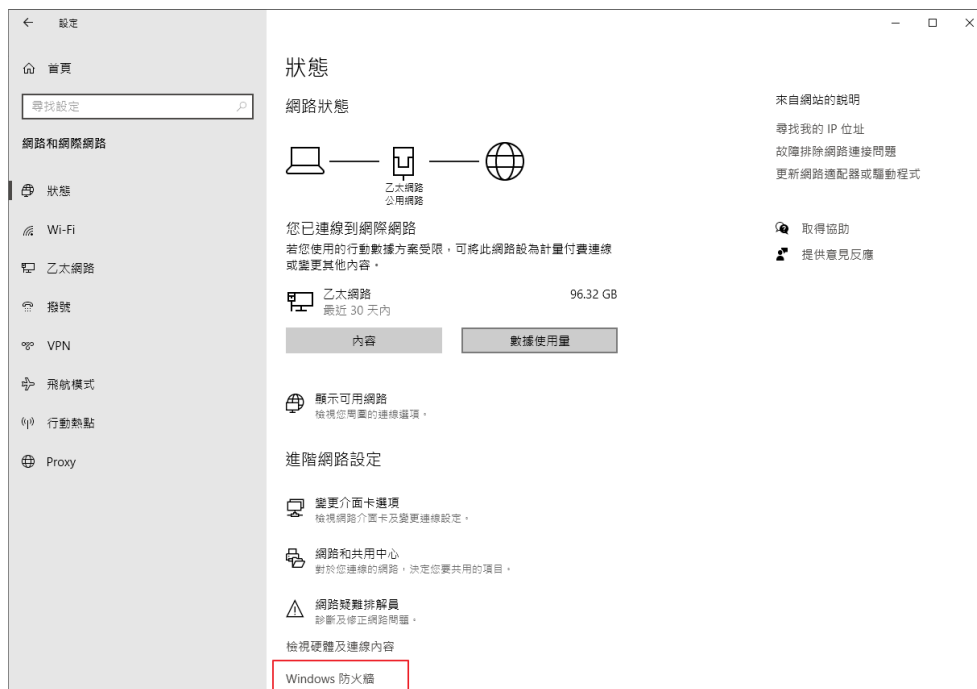 設定
首頁
尋找設定
網路和網際網路
狀態
Wi-Fi
乙太網路
撥號
VPN
飛航模式
行動熱點
Proxy
狀態
網路狀態
乙太網路
公用網路
您已連線到網際網路
若您使用的行動數據方案受限，可將此網路設為計量付費連線
或變更其他內容。
乙太網路
96.32 GB
最近 30 天內
內容
數據使用量
顯示可用網路
檢視您周圍的連線選項。
進階網路設定
變更介面卡選項
檢視網路介面卡及變更連線設定。
網路和共用中心
對於您連線的網路，決定您要共用的項目。
網路疑難排解員
診斷及修正網路問題。
檢視硬體及連線內容
Windows 防火牆
來自網站的說明
尋找我的 IP 位址
故障排除網路連接問題
更新網路適配器或驅動程式
取得協助
提供意見反應